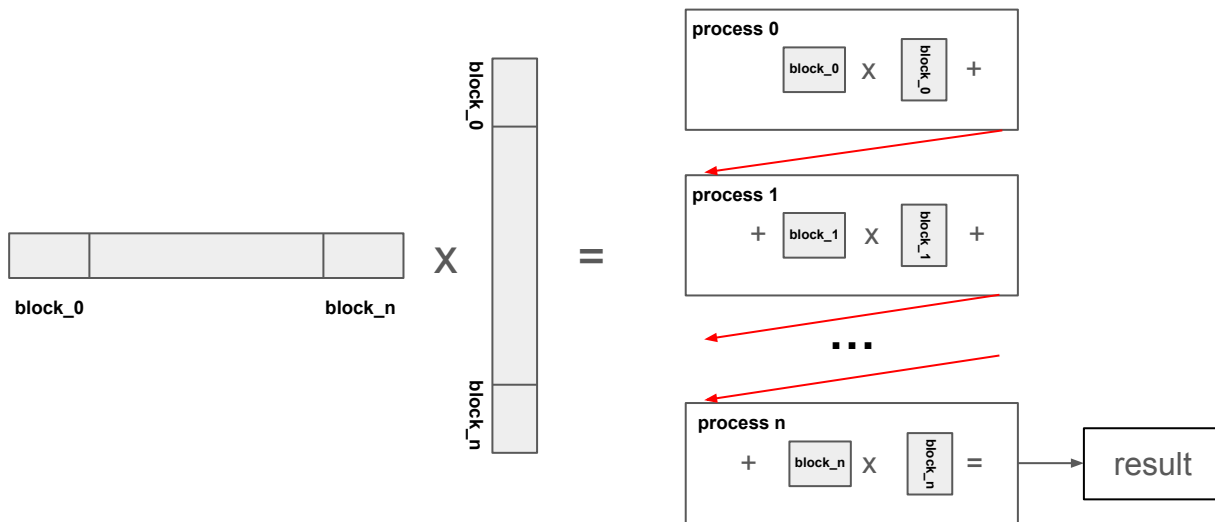 block_0
block_n
x
block_0
block_n
=
process 0
block_0 x block_0 +
process 1
+ block_1 x block_1 +
...
process n
+ block_n x block_n =
result